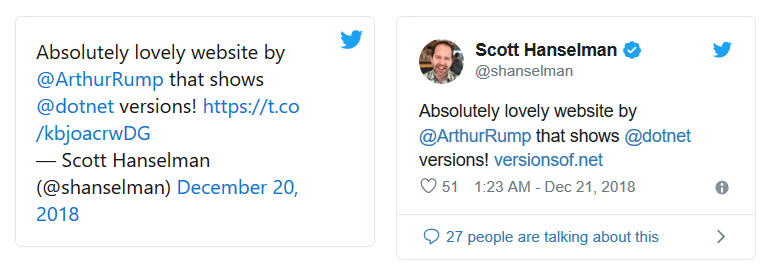 Absolutely lovely website by
@ArthurRump that shows
@dotnet versions! https://t.co
/kbjoacrwDG
— Scott Hanselman
(@shanselman) December 20,
2018
Scott Hanselman
@shanselman
Absolutely lovely website by
@ArthurRump that shows @dotnet
versions! versionsof.net
51 1:23 AM - Dec 21, 2018
27 people are talking about this